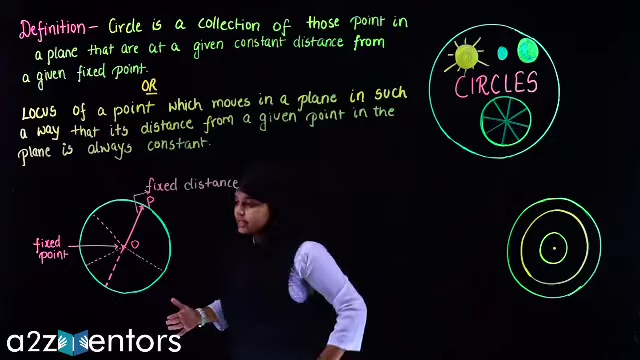 Definition- Circle is a collection of those point in
a plane that are at a given constant distance from
a given fixed point.
OR
Locus of a point which moves in a plane in such
a way that its distance from a given point in the
plane is always constant.
CIRCLES
fixed distance
P
fixed
point
O
a2z mentors